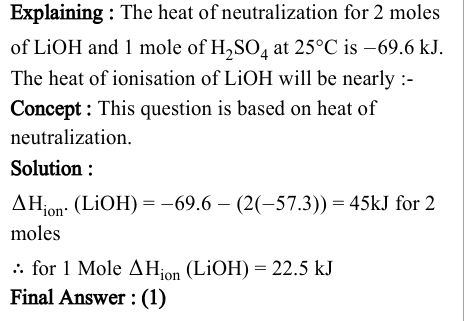 Explaining : The heat of neutralization for 2 moles
of LiOH and 1 mole of H₂SO₄ at 25°C is −69.6 kJ.
The heat of ionisation of LiOH will be nearly :-
Concept : This question is based on heat of
neutralization.
Solution :
ΔHᵢₒₙ. (LiOH) = −69.6 − (2(−57.3)) = 45kJ for 2
moles
∴ for 1 Mole ΔHᵢₒₙ (LiOH) = 22.5 kJ
Final Answer : (1)